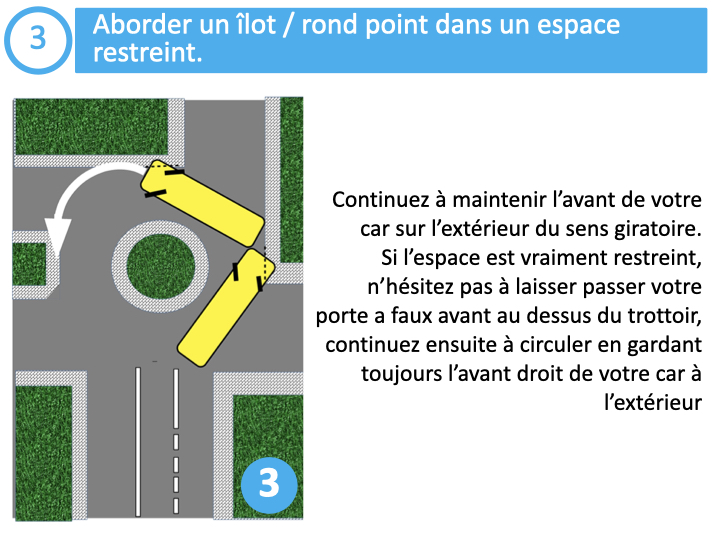 3
Aborder un îlot / rond point dans un espace
restreint.
Continuez à maintenir l’avant de votre
car sur l’extérieur du sens giratoire.
Si l’espace est vraiment restreint,
n’hésitez pas à laisser passer votre
porte a faux avant au dessus du trottoir,
continuez ensuite à circuler en gardant
toujours l’avant droit de votre car à
l’extérieur
3